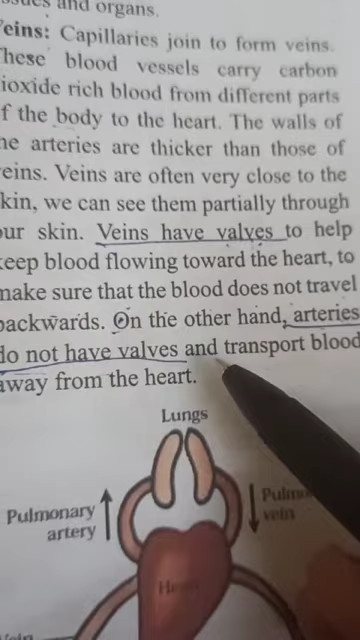 ssues and organs.
Veins: Capillaries join to form veins.
These blood vessels carry carbon
dioxide rich blood from different parts
of the body to the heart. The walls of
the arteries are thicker than those of
veins. Veins are often very close to the
skin, we can see them partially through
our skin. Veins have valves to help
keep blood flowing toward the heart, to
make sure that the blood does not travel
backwards. On the other hand, arteries
do not have valves and transport blood
away from the heart.
Lungs
Pulmonary
artery
vein
Heart